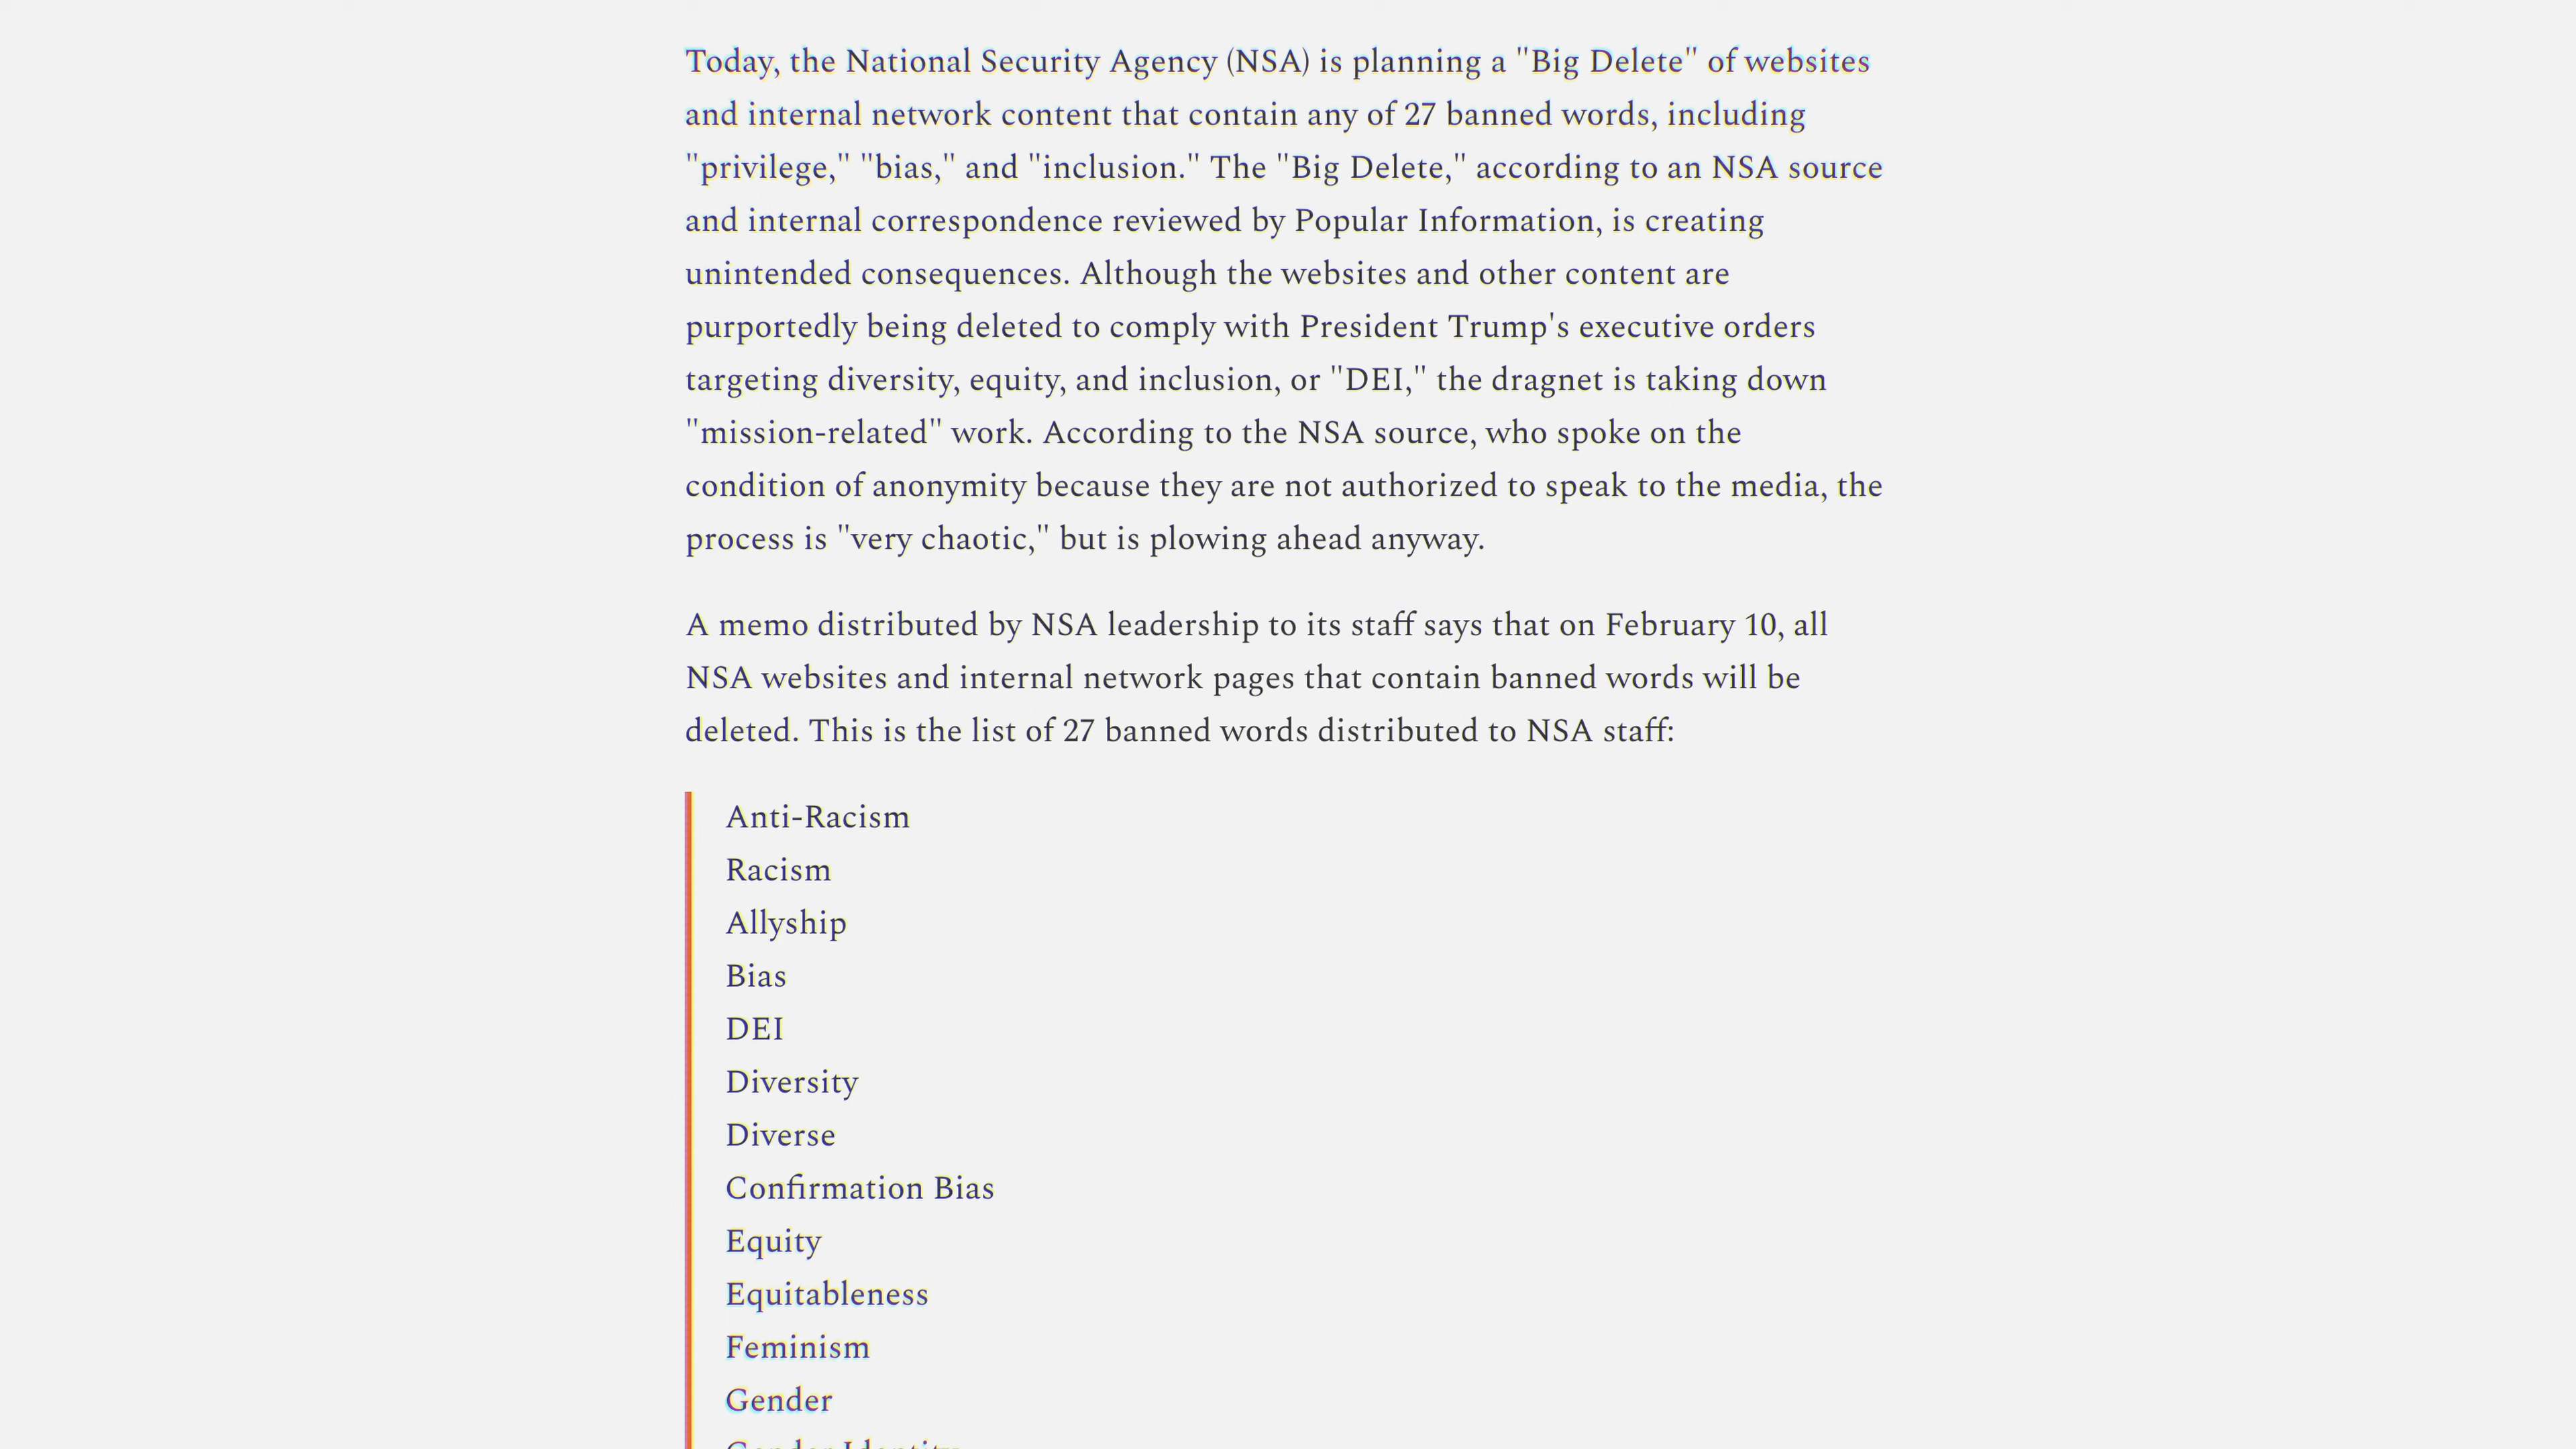 Today, the National Security Agency (NSA) is planning a "Big Delete" of websites
and internal network content that contain any of 27 banned words, including
"privilege," "bias," and "inclusion." The "Big Delete," according to an NSA source
and internal correspondence reviewed by Popular Information, is creating
unintended consequences. Although the websites and other content are
purportedly being deleted to comply with President Trump's executive orders
targeting diversity, equity, and inclusion, or "DEI," the dragnet is taking down
"mission-related" work. According to the NSA source, who spoke on the
condition of anonymity because they are not authorized to speak to the media, the
process is "very chaotic," but is plowing ahead anyway.
A memo distributed by NSA leadership to its staff says that on February 10, all
NSA websites and internal network pages that contain banned words will be
deleted. This is the list of 27 banned words distributed to NSA staff:
Anti-Racism
Racism
Allyship
Bias
DEI
Diversity
Diverse
Confirmation Bias
Equity
Equitableness
Feminism
Gender
Gender Identity